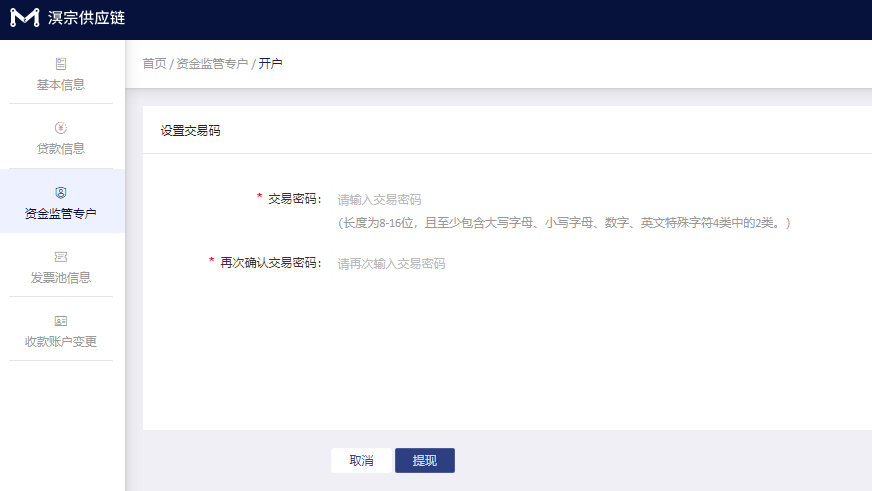 溟宗供应链
首页 / 资金监管专户 / 开户
基本信息
贷款信息
资金监管专户
发票池信息
收款账户变更
设置交易码
* 交易密码： 请输入交易密码
(长度为8-16位，且至少包含大写字母、小写字母、数字、英文特殊字符4类中的2类。)
* 再次确认交易密码： 请再次输入交易密码
取消 提现